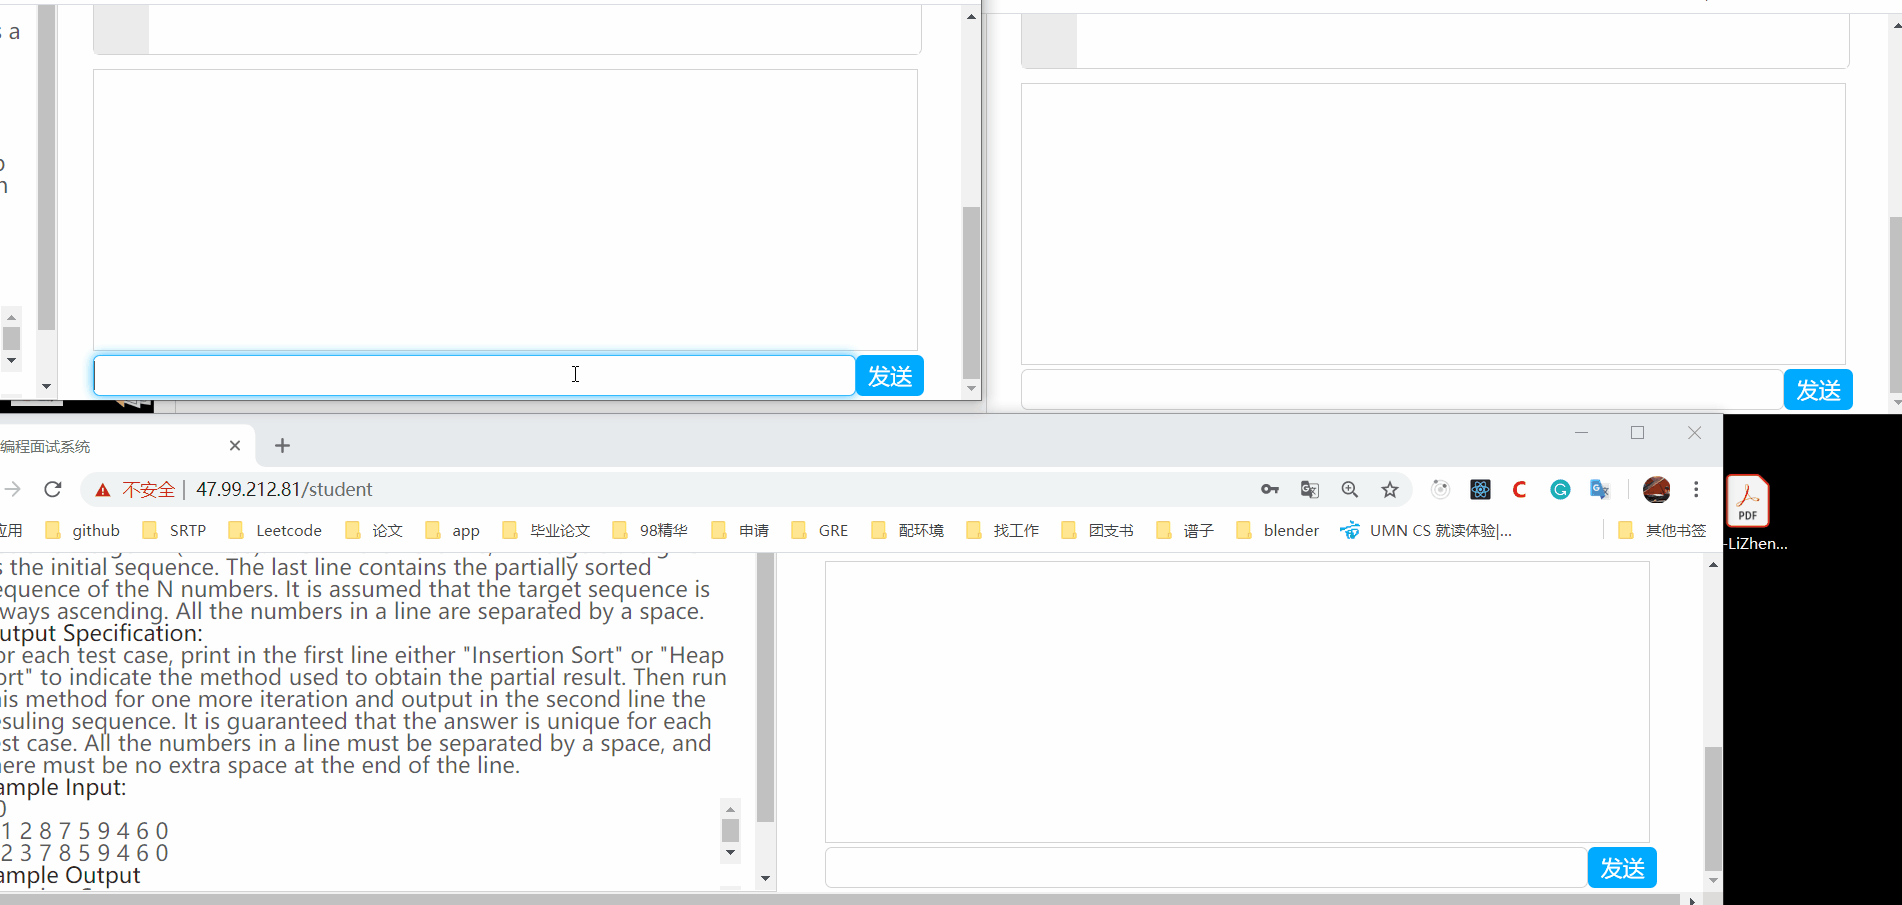 s a
o
n
发送
发送
编程面试系统
不安全 | 47.99.212.81/student
应用 github SRTP Leetcode 论文 app 毕业论文 98精华 申请 GRE 配环境 找工作 团支书 谱子 blender UMN CS 就读体验|... 其他书签
PDF
-LiZhen...
s the initial sequence. The last line contains the partially sorted
equence of the N numbers. It is assumed that the target sequence is
ways ascending. All the numbers in a line are separated by a space.
utput Specification:
or each test case, print in the first line either "Insertion Sort" or "Heap
ort" to indicate the method used to obtain the partial result. Then run
is method for one more iteration and output in the second line the
esuling sequence. It is guaranteed that the answer is unique for each
est case. All the numbers in a line must be separated by a space, and
ere must be no extra space at the end of the line.
ample Input:
0
1 2 8 7 5 9 4 6 0
2 3 7 8 5 9 4 6 0
ample Output
发送